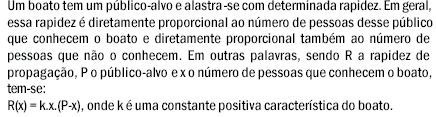 Um boato tem um público-alvo e alastra-se com determinada rapidez. Em geral,
essa rapidez é diretamente proporcional ao número de pessoas desse público
que conhecem o boato e diretamente proporcional também ao número de
pessoas que não o conhecem. Em outras palavras, sendo R a rapidez de
propagação, P o público-alvo e x o número de pessoas que conhecem o boato,
tem-se:
R(x) = k.x.(P-x), onde k é uma constante positiva característica do boato.